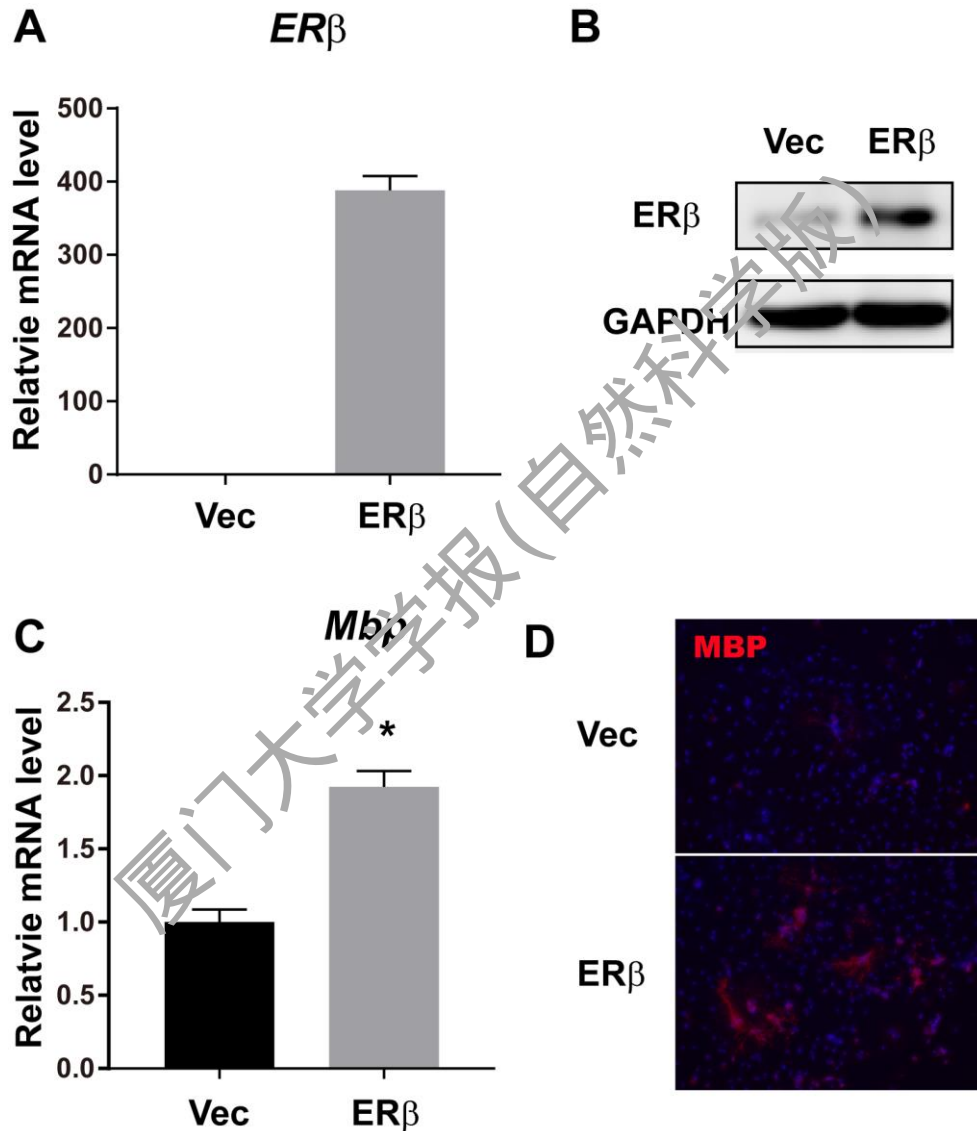 A
ERβ
Relatvie mRNA level
500
400
300
200
100
0
Vec
ERβ
B
Vec
ERβ
ERβ
GAPDH
C
Mbp
Relatvie mRNA level
2.5
2.0
1.5
1.0
0.5
0.0
*
Vec
ERβ
D
MBP
Vec
ERβ
厦门大学学报(自然科学版)